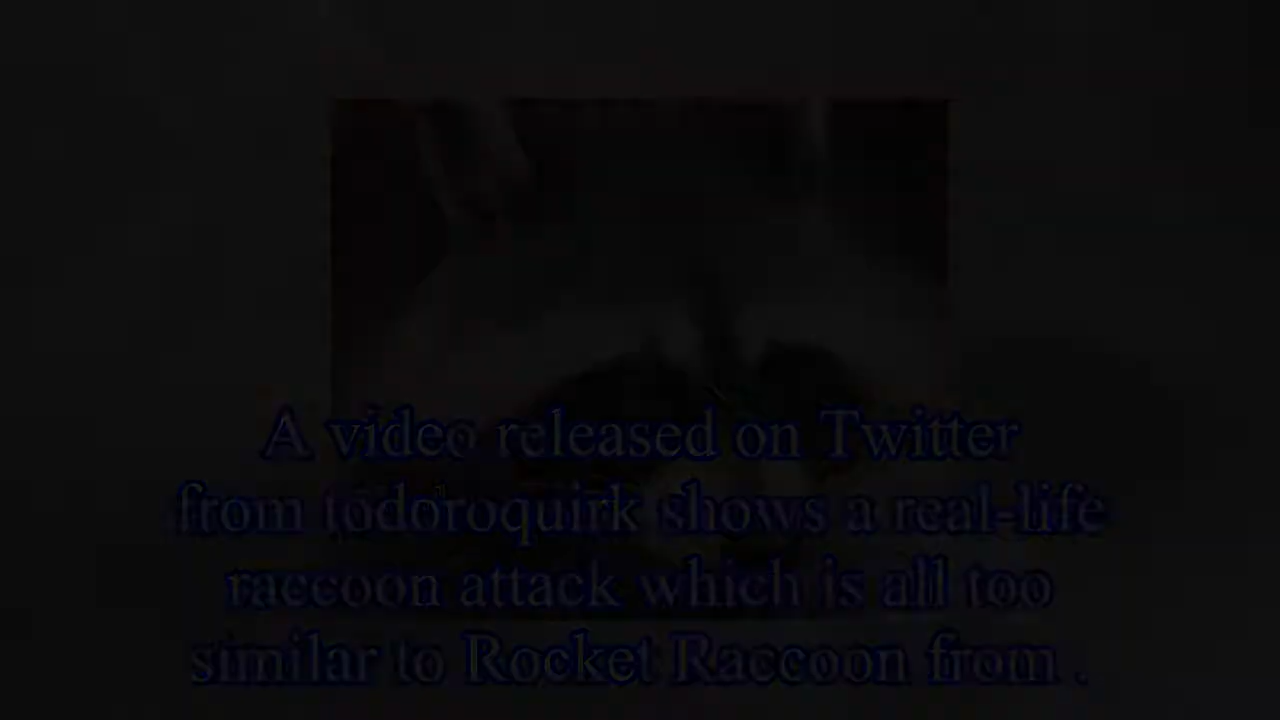 A video released on Twitter
from todoroquirk shows a real-life
raccoon attack which is all too
similar to Rocket Raccoon from .